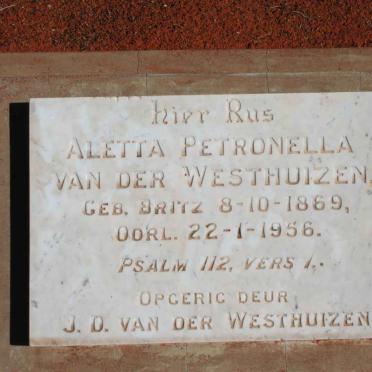 Hier Rus
ALETTA PETRONELLA
VAN DER WESTHUIZEN,
GEB. BRITZ 8-10-1869,
OORL. 22-1-1956.
PSALM 112, VERS 1.
OPGERIG DEUR
J. D. VAN DER WESTHUIZEN